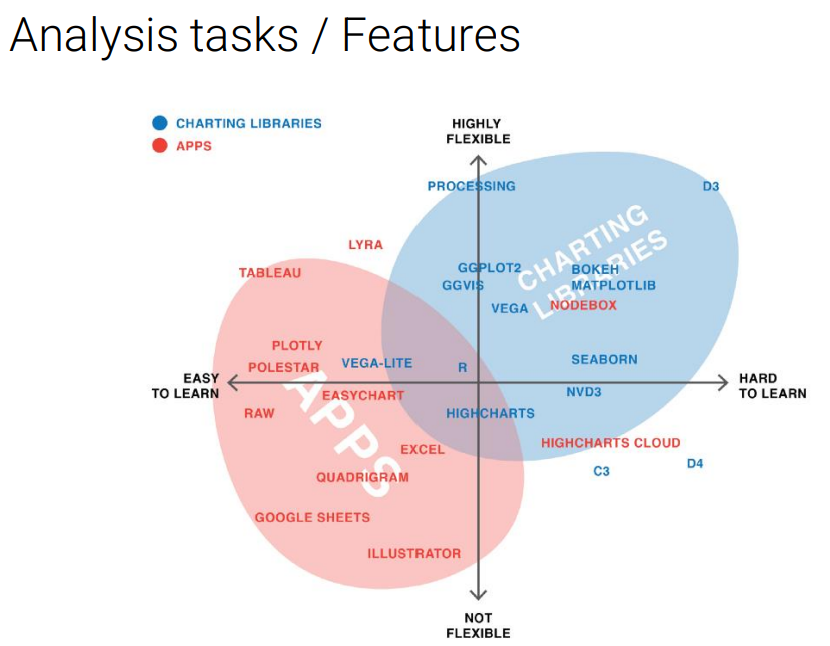 Analysis tasks / Features
CHARTING LIBRARIES
APPS
HIGHLY
FLEXIBLE
PROCESSING
D3
CHARTING
LIBRARIES
LYRA
TABLEAU
GGPLOT2
BOKEH
GGVIS
MATPLOTLIB
VEGA
NODEBOX
PLOTLY
POLESTAR
VEGA-LITE
R
SEABORN
EASY
TO LEARN
HARD
TO LEARN
EASYCHART
NVD3
RAW
HIGHCHARTS
APPS
EXCEL
HIGHCHARTS CLOUD
C3
D4
QUADRIGRAM
GOOGLE SHEETS
ILLUSTRATOR
NOT
FLEXIBLE